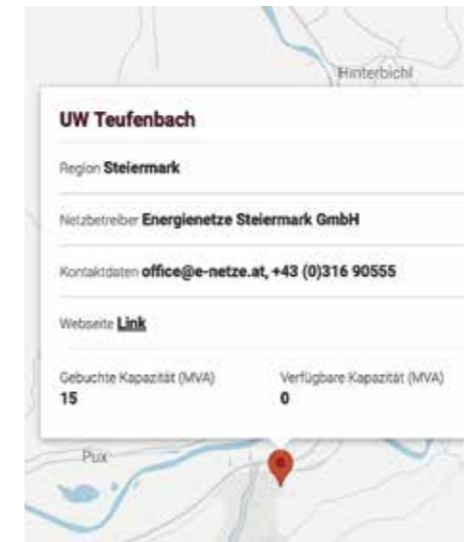 Hinterbichl
UW Teufenbach
Region Steiermark
Netzbetreiber Energienetze Steiermark GmbH
Kontaktdaten office@e-netze.at, +43 (0)316 90555
Webseite Link
Gebuchte Kapazität (MVA) Verfügbare Kapazität (MVA)
15 0
Pux